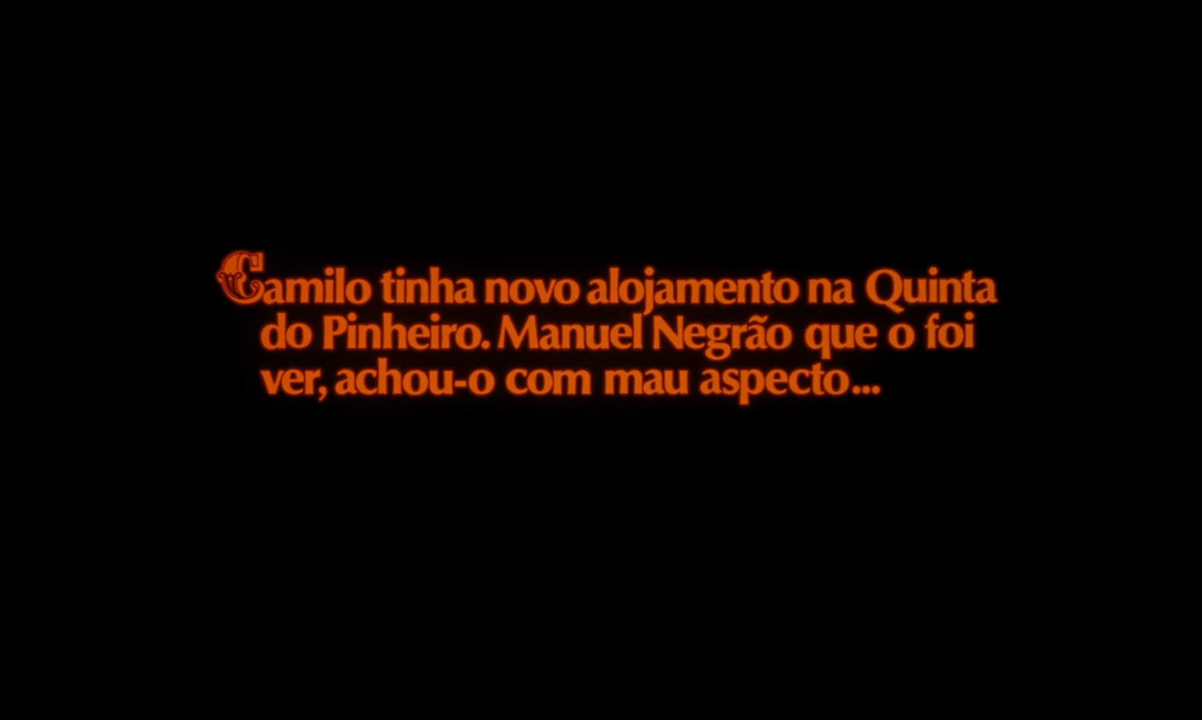 Camilo tinha novo alojamento na Quinta
do Pinheiro. Manuel Negrão que o foi
ver, achou-o com mau aspecto...